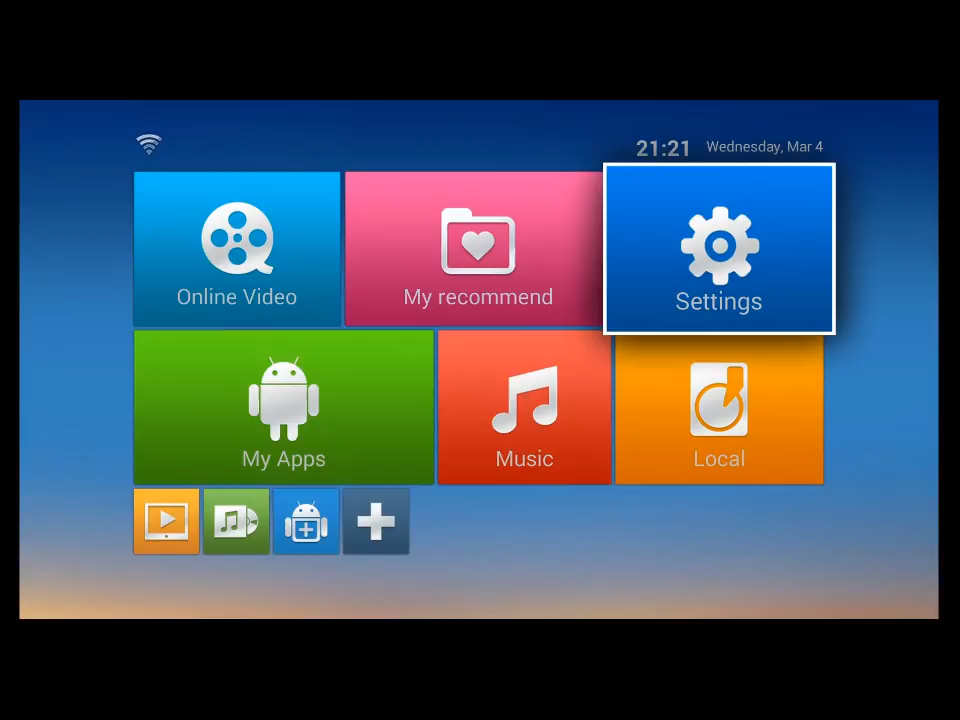 21:21 Wednesday, Mar 4
Online Video
My recommend
Settings
My Apps
Music
Local